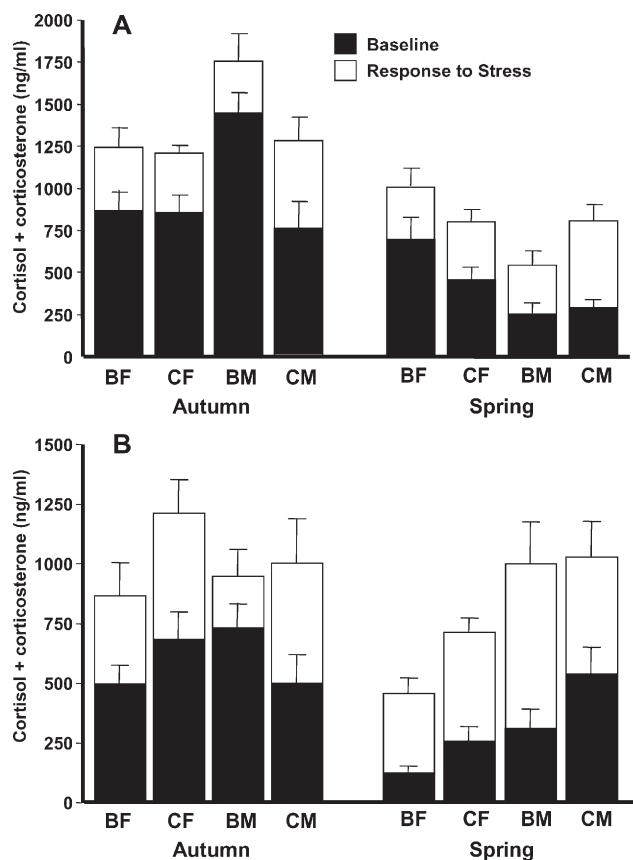 A
Baseline
Response to Stress
Cortisol + corticosterone (ng/ml)
2000
1750
1500
1250
1000
750
500
250
0
BF CF BM CM BF CF BM CM
Autumn Spring
B
Cortisol + corticosterone (ng/ml)
1500
1250
1000
750
500
250
0
BF CF BM CM BF CF BM CM
Autumn Spring